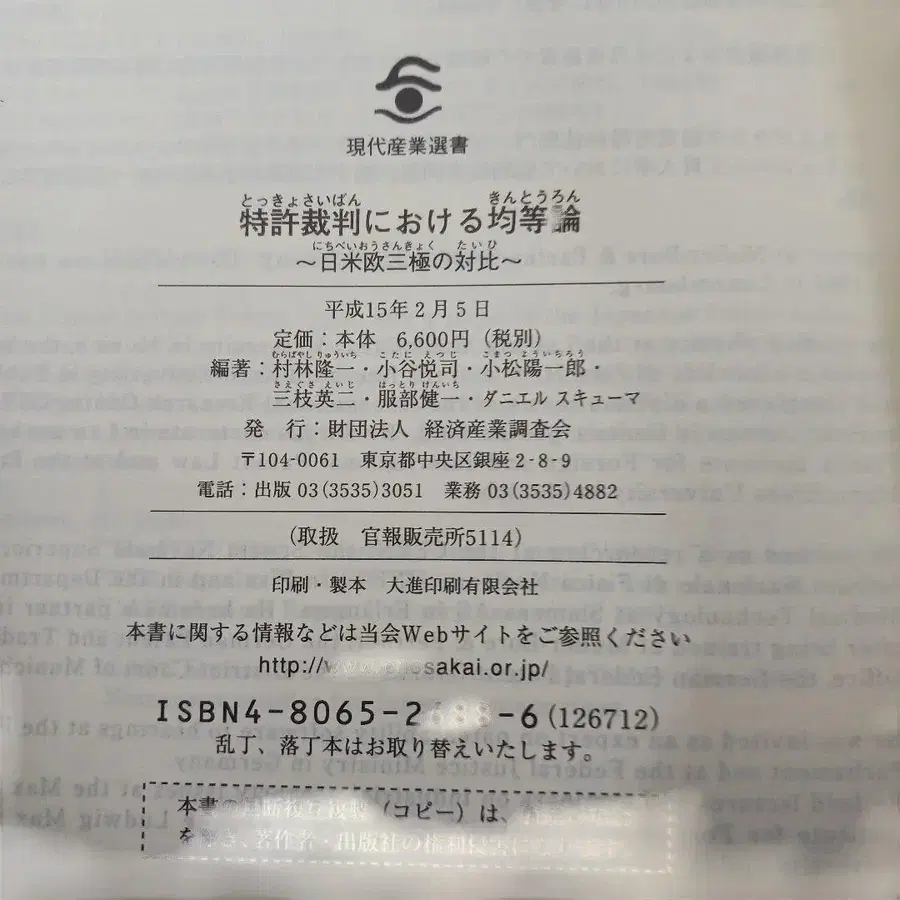 現代産業選書
とっきょさいばん きんとうろん
特許裁判における均等論
にちべいおうさんきょく たいひ
～日米欧三極の対比～
平成15年2月5日
定価：本体 6,600円（税別）
むらばやし りゅういち こたに えつじ こまつ よういちろう
編著：村林隆一・小谷悦司・小松陽一郎・
さえぐさ えいじ はっとり けんいち
三枝英二・服部健一・ダニエル スキューマ
発 行：財団法人 経済産業調査会
〒104-0061 東京都中央区銀座2-8-9
電話：出版 03(3535)3051 業務 03(3535)4882
(取扱 官報販売所5114)
印刷・製本 大進印刷有限会社
本書に関する情報などは当会Webサイトをご参照ください
osakai.or.jp/
ISBN4-8065-2 -6(126712)
乱丁、落丁本はお取り替えいたします。
本書の (コピー) は、
著作者・出版社の権利侵害